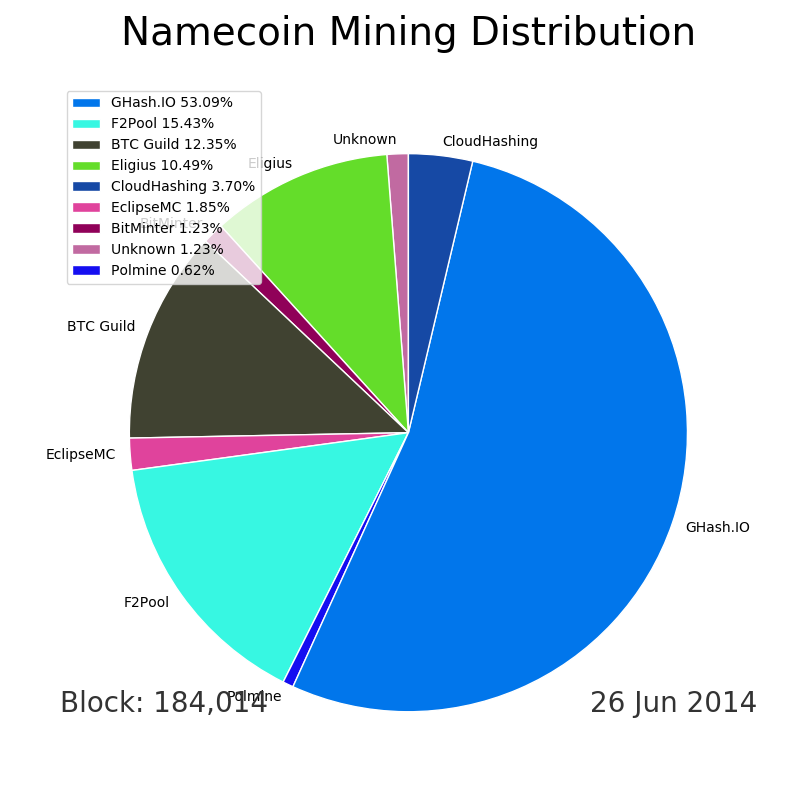 Namecoin Mining Distribution
GHash.IO 53.09%
F2Pool 15.43%
BTC Guild 12.35%
Eligius 10.49%
CloudHashing 3.70%
EclipseMC 1.85%
BitMinter 1.23%
Unknown 1.23%
Polmine 0.62%
Unknown
CloudHashing
Eligius
BitMinter
BTC Guild
EclipseMC
GHash.IO
F2Pool
Polmine
Block: 184,014
26 Jun 2014